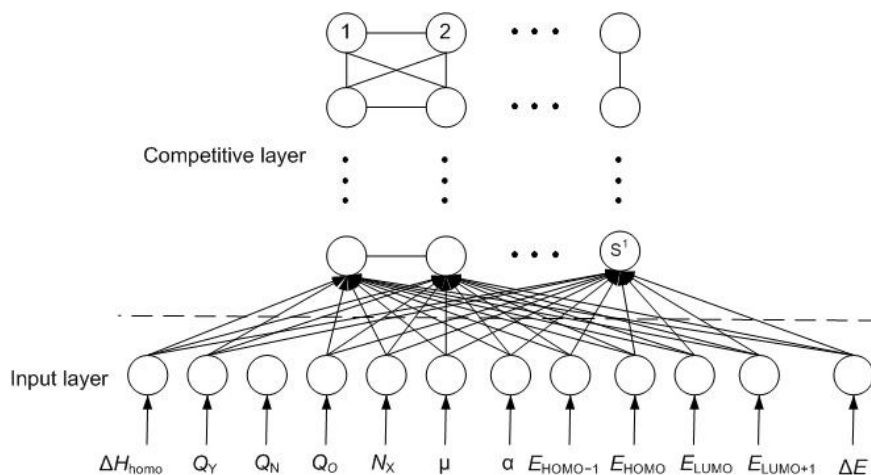 1 2
Competitive layer
S¹
Input layer
ΔH_homo Q_Y Q_N Q_O N_X μ α E_HOMO−1 E_HOMO E_LUMO E_LUMO+1 ΔE